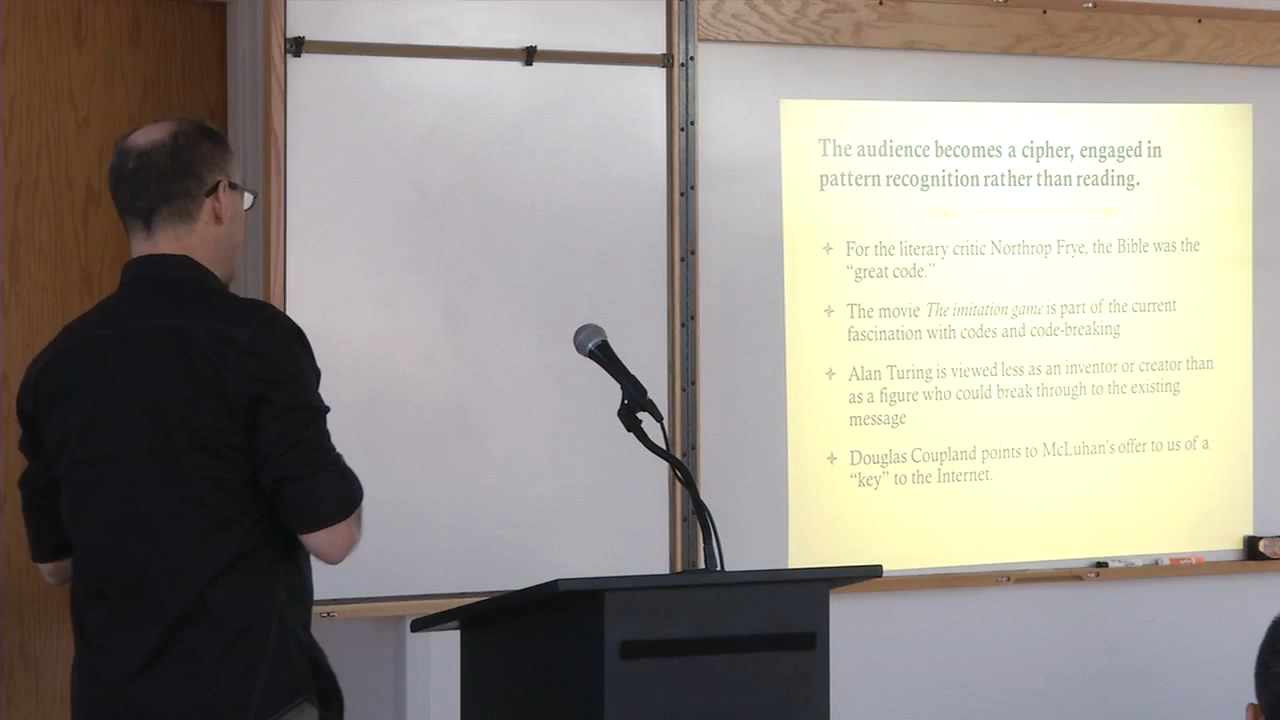 The audience becomes a cipher, engaged in
pattern recognition rather than reading.
For the literary critic Northrop Frye, the Bible was the
“great code.”
The movie The imitation game is part of the current
fascination with codes and code-breaking.
Alan Turing is viewed less as an inventor or creator than
as a figure who could break through to the existing
message
Douglas Coupland points to McLuhan’s offer to us of a
“key” to the Internet.